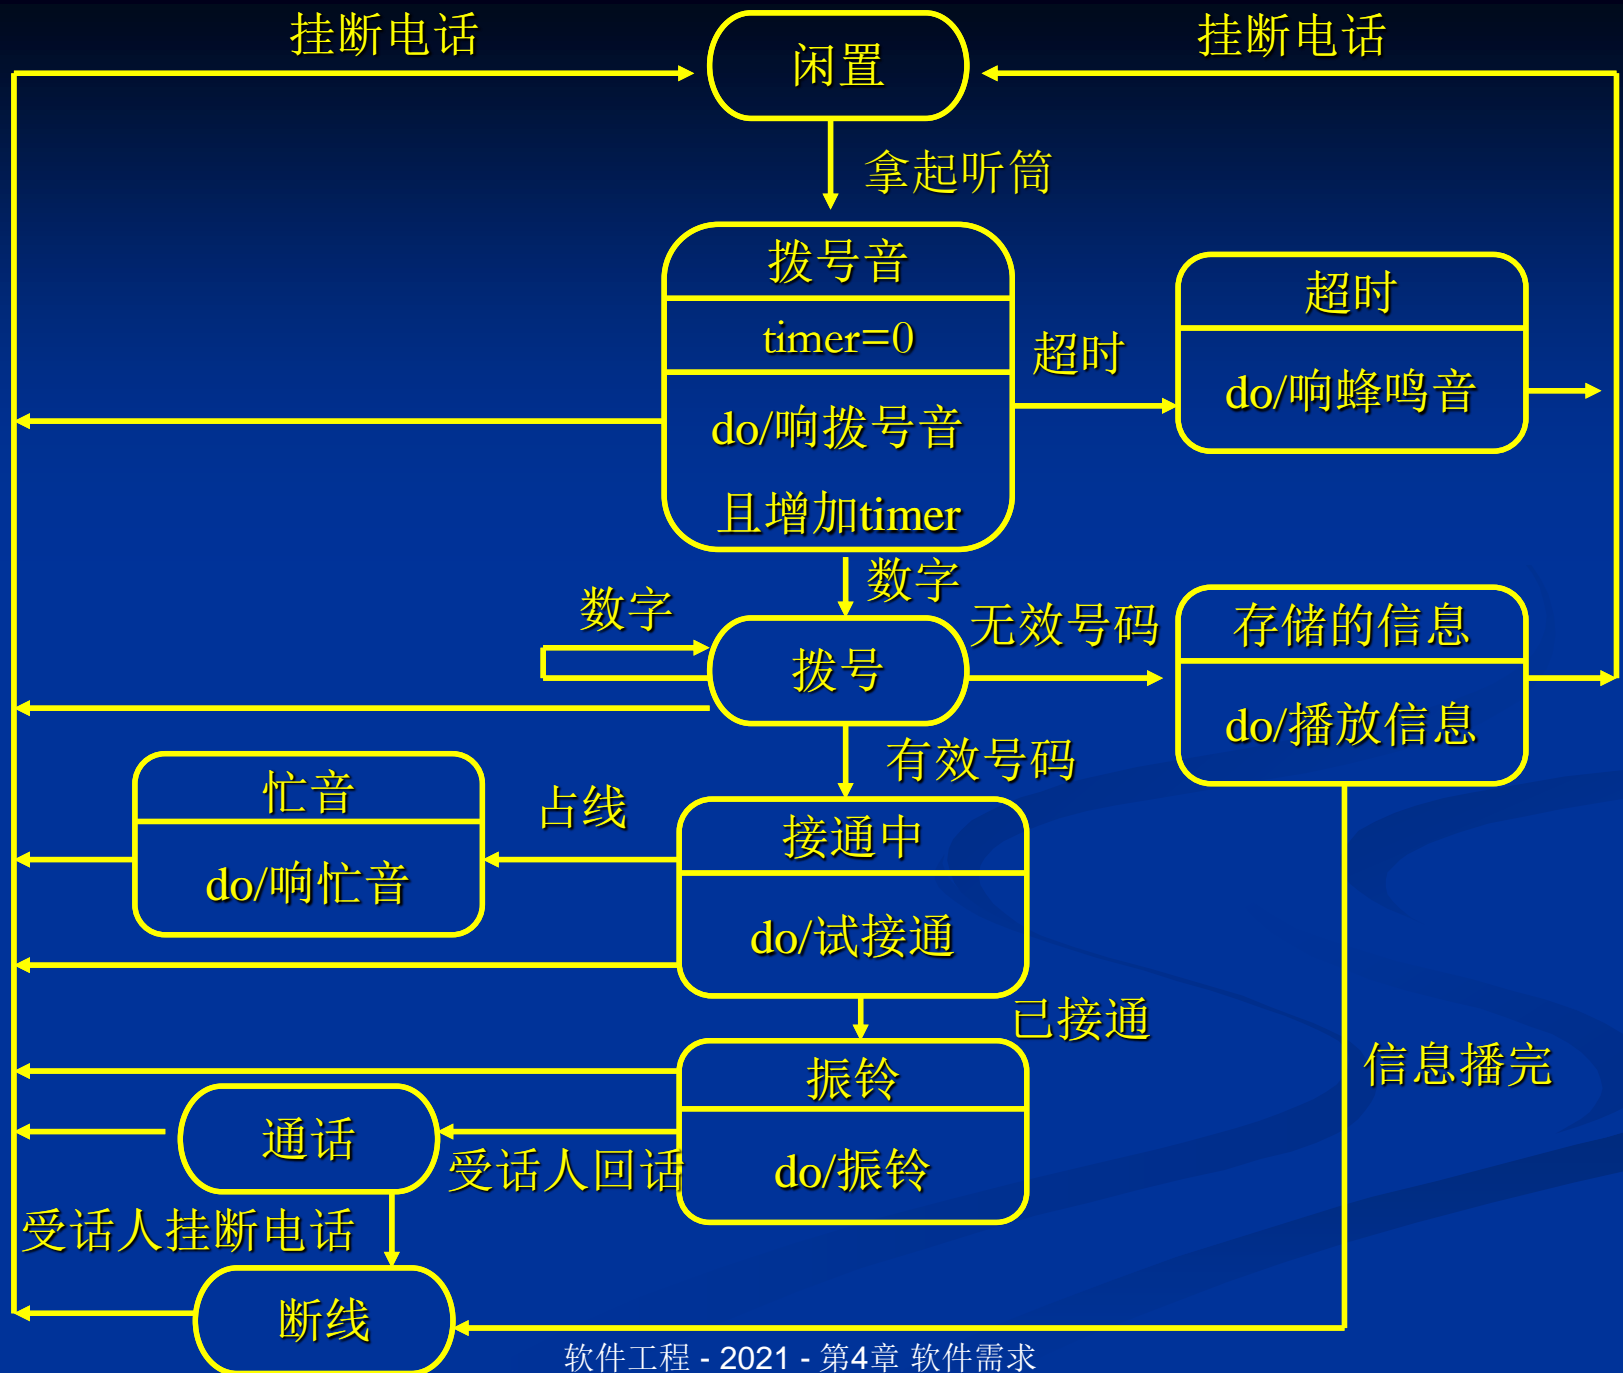 挂断电话
闲置
挂断电话
拿起听筒
拨号音
timer=0
do/响拨号音
且增加timer
超时
超时
do/响蜂鸣音
数字
数字
拨号
无效号码
存储的信息
do/播放信息
有效号码
忙音
do/响忙音
占线
接通中
do/试接通
已接通
振铃
do/振铃
信息播完
通话
受话人回话
受话人挂断电话
断线
软件工程 - 2021 - 第4章 软件需求